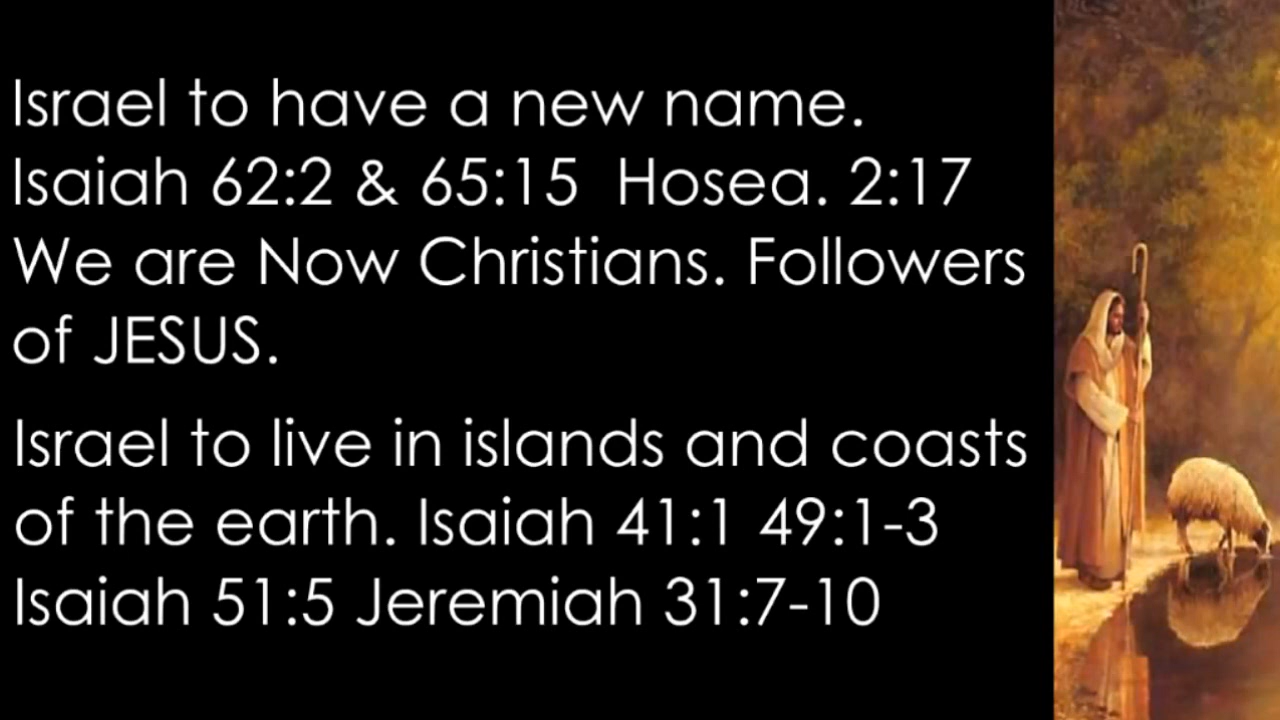 Israel to have a new name.
Isaiah 62:2 & 65:15  Hosea. 2:17
We are Now Christians. Followers
of JESUS.
Israel to live in islands and coasts
of the earth. Isaiah 41:1 49:1-3
Isaiah 51:5 Jeremiah 31:7-10